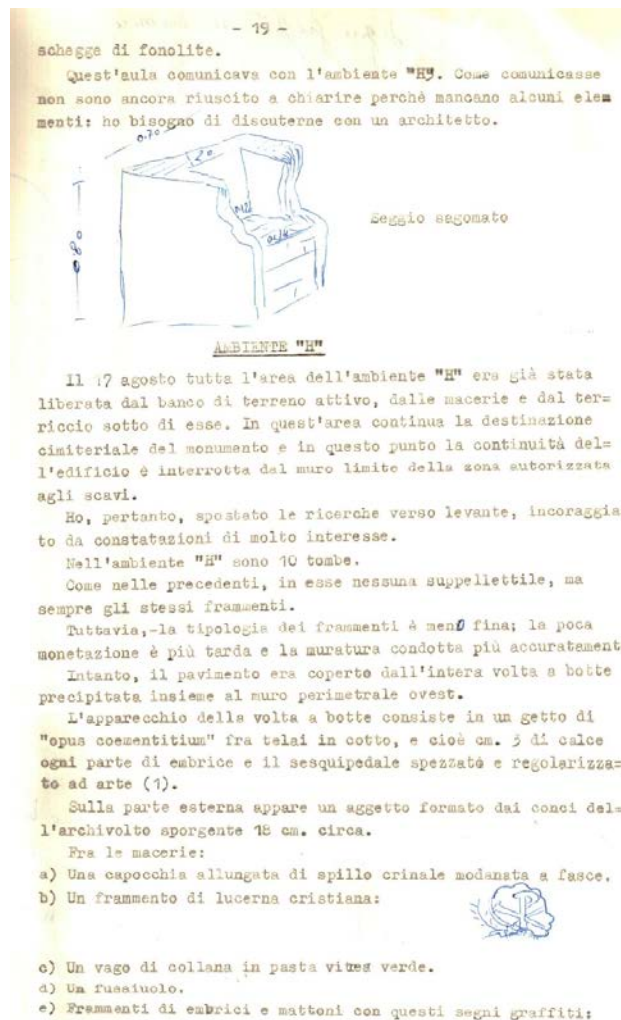 - 19 -
schegge di fonolite.
Quest'aula comunicava con l'ambiente "H". Come comunicasse
non sono ancora riuscito a chiarire perchè mancano alcuni elem
menti: ho bisogno di discuterne con un architetto.
0.70
20
0.80
Seggio sagomato
AMBIENTE "H"
Il 17 agosto tutta l'area dell'ambiente "H" era già stata
liberata dal banco di terreno attivo, dalle macerie e dal ter=
riccio sotto di esse. In quest'area continua la destinazione
cimiteriale del monumento e in questo punto la continuità del=
l'edificio è interrotta dal muro limite della zona autorizzata
agli scavi.
Ho, pertanto, spostato le ricerche verso levante, incoraggia
to da constatazioni di molto interesse.
Nell'ambiente "H" sono 10 tombe.
Come nelle precedenti, in esse nessuna suppellettile, ma
sempre gli stessi frammenti.
Tuttavia,-la tipologia dei frammenti è meno fina; la poca
monetazione è più tarda e la muratura condotta più accuratament
Intanto, il pavimento era coperto dall'intera volta a botte
precipitata insieme al muro perimetrale ovest.
L'apparecchio della volta a botte consiste in un getto di
"opus coementitium" fra telai in cotto, e cioè cm. 3 di calce
ogni parte di embrice e il sesquipedale spezzato e regolarizza=
to ad arte (1).
Sulla parte esterna appare un aggetto formato dai conci del=
l'archivolto sporgente 18 cm. circa.
Fra le macerie:
a) Una capocchia allungata di spillo crinale modanata a fasce.
b) Un frammento di lucerna cristiana:
c) Un vago di collana in pasta vitrea verde.
d) Un fusaiuolo.
e) Frammenti di embrici e mattoni con questi segni graffiti: